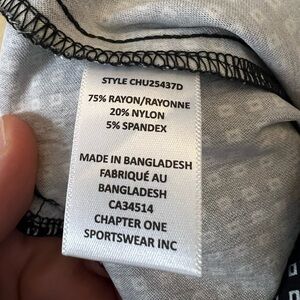 STYLE CHU25437D
75% RAYON/RAYONNE
20% NYLON
5% SPANDEX
MADE IN BANGLADESH
FABRIQUÉ AU
BANGLADESH
CA34514
CHAPTER ONE
SPORTSWEAR INC